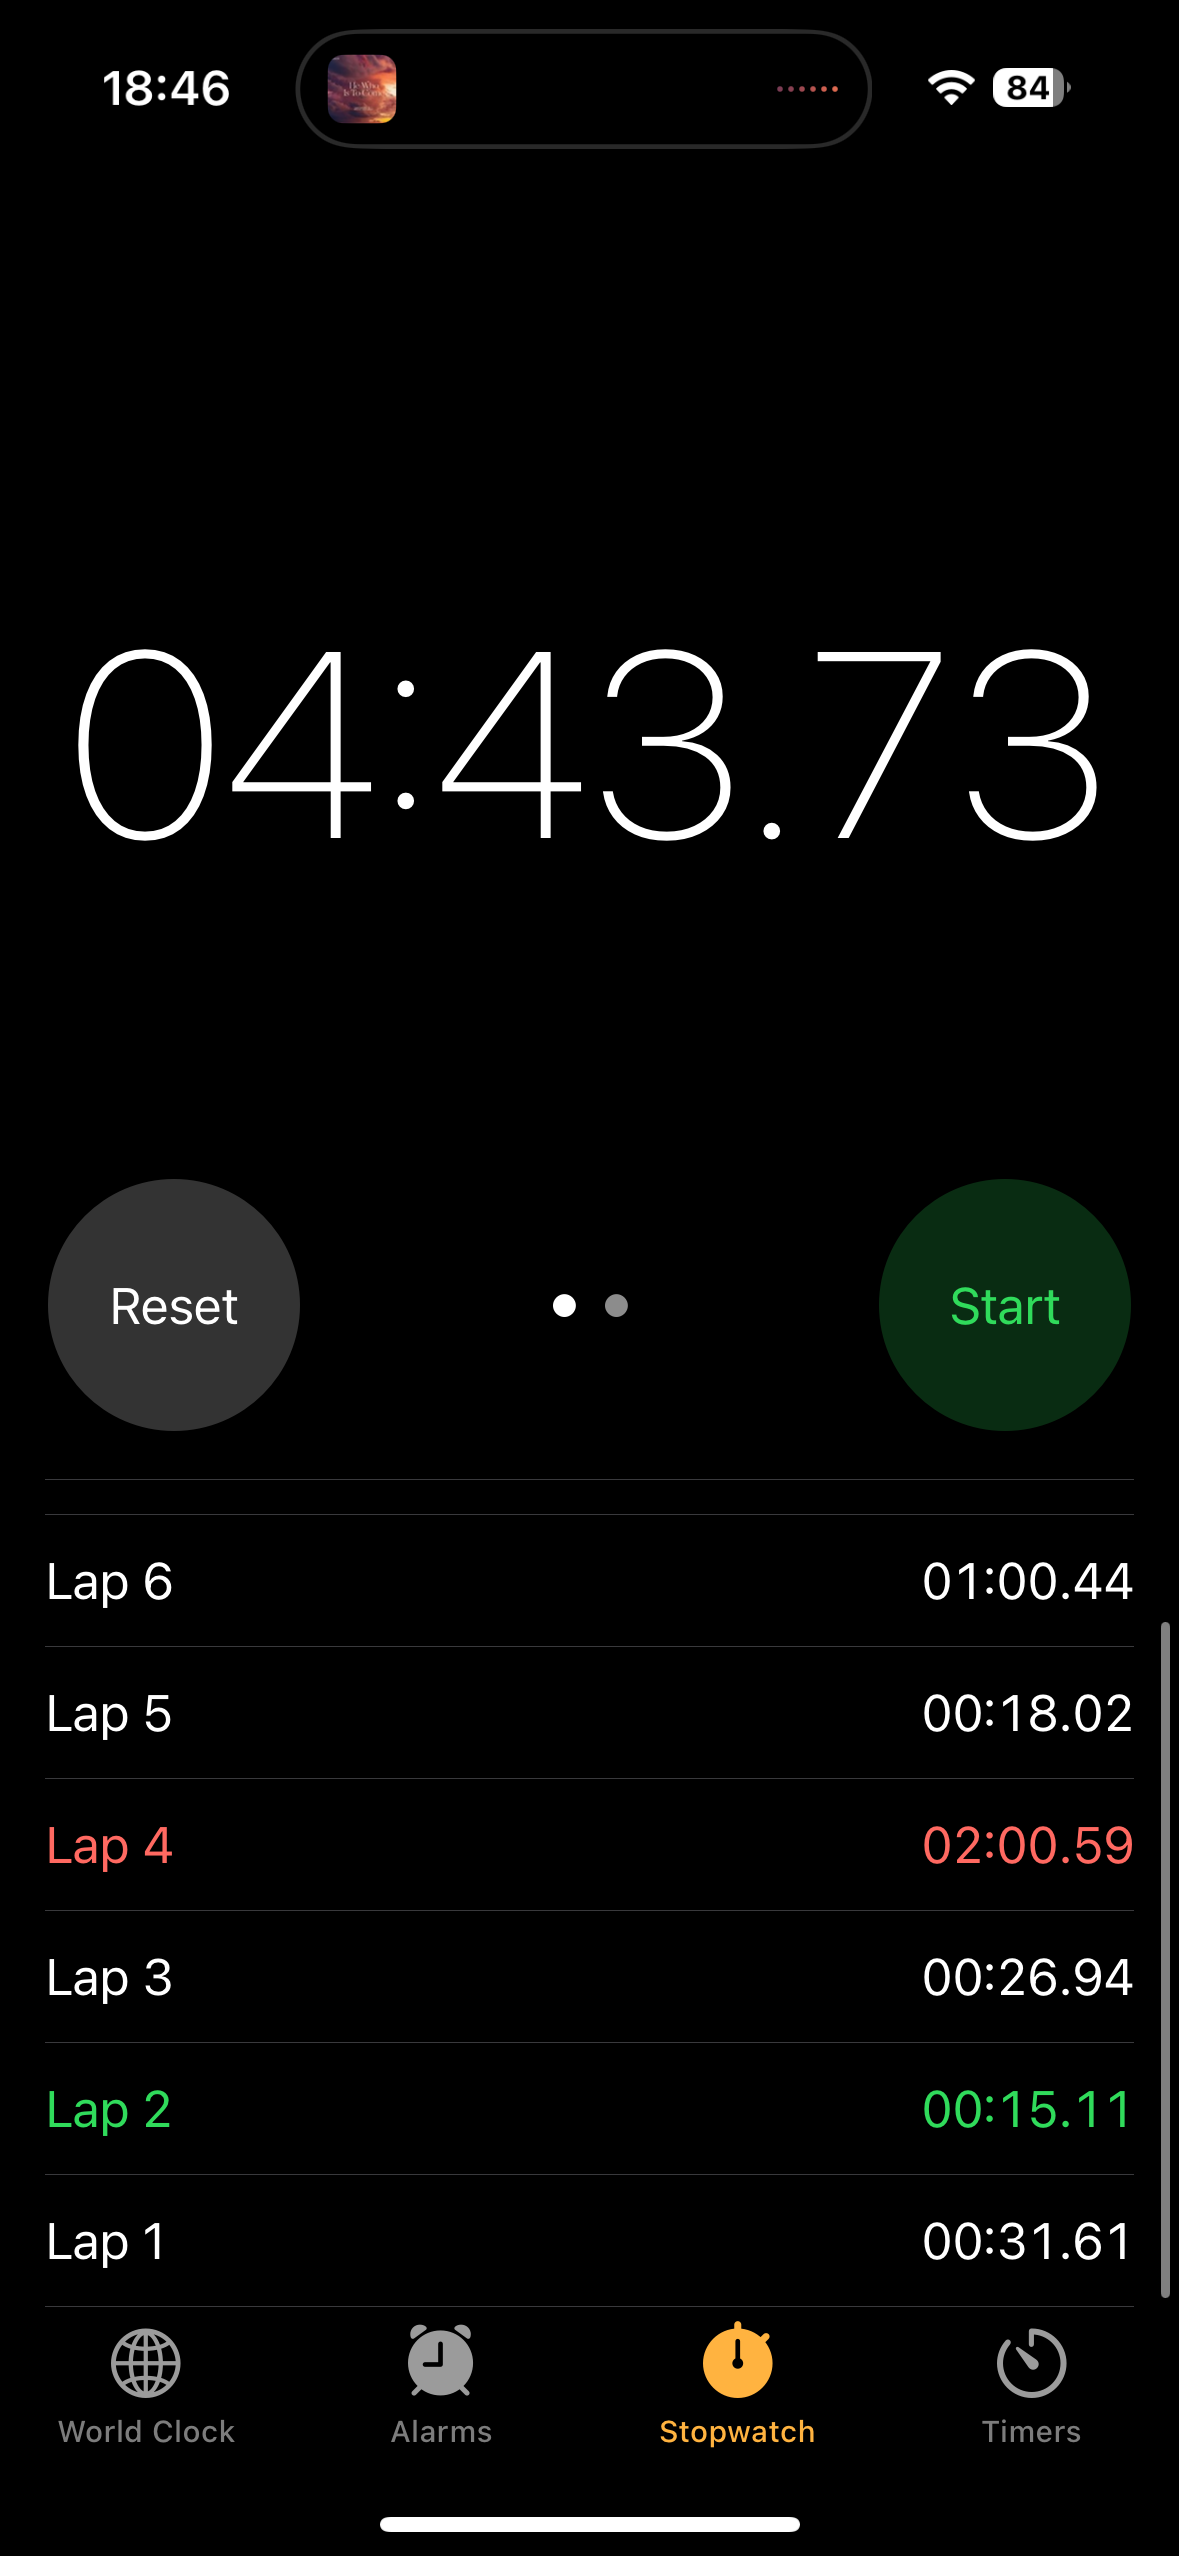 18:46
84
04:43.73
Reset
Start
Lap 6 01:00.44
Lap 5 00:18.02
Lap 4 02:00.59
Lap 3 00:26.94
Lap 2 00:15.11
Lap 1 00:31.61
World Clock Alarms Stopwatch Timers